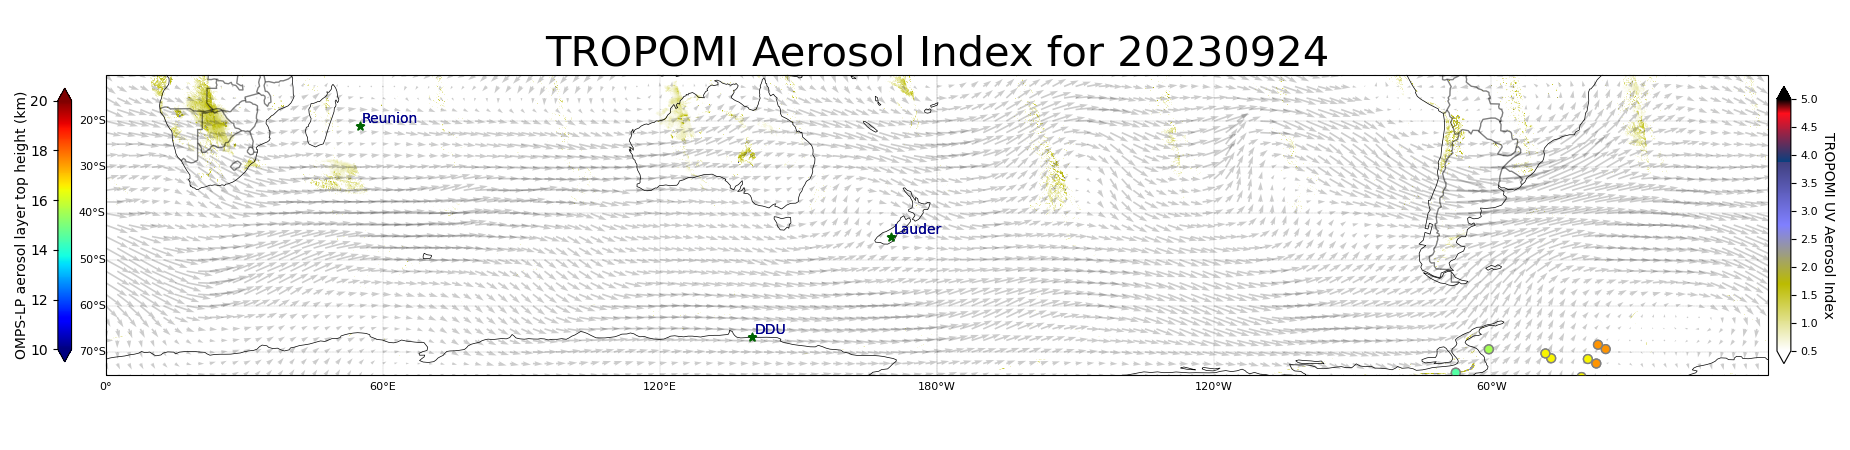 TROPOMI Aerosol Index for 20230924
OMPS-LP aerosol layer top height (km)
20
18
16
14
12
10
20°S
30°S
40°S
50°S
60°S
70°S
Reunion
Lauder
DDU
0°
60°E
120°E
180°W
120°W
60°W
5.0
4.5
4.0
3.5
3.0
2.5
2.0
1.5
1.0
0.5
TROPOMI UV Aerosol Index